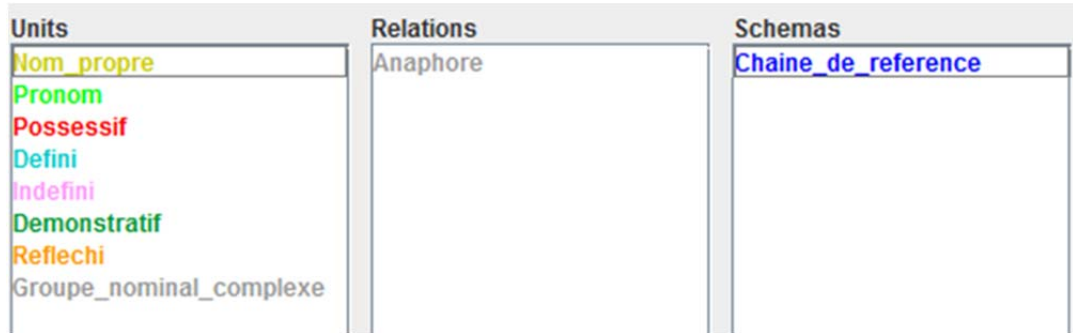 Units Relations Schemas
Nom_propre Anaphore Chaine_de_reference
Pronom
Possessif
Defini
Indefini
Demonstratif
Reflechi
Groupe_nominal_complexe